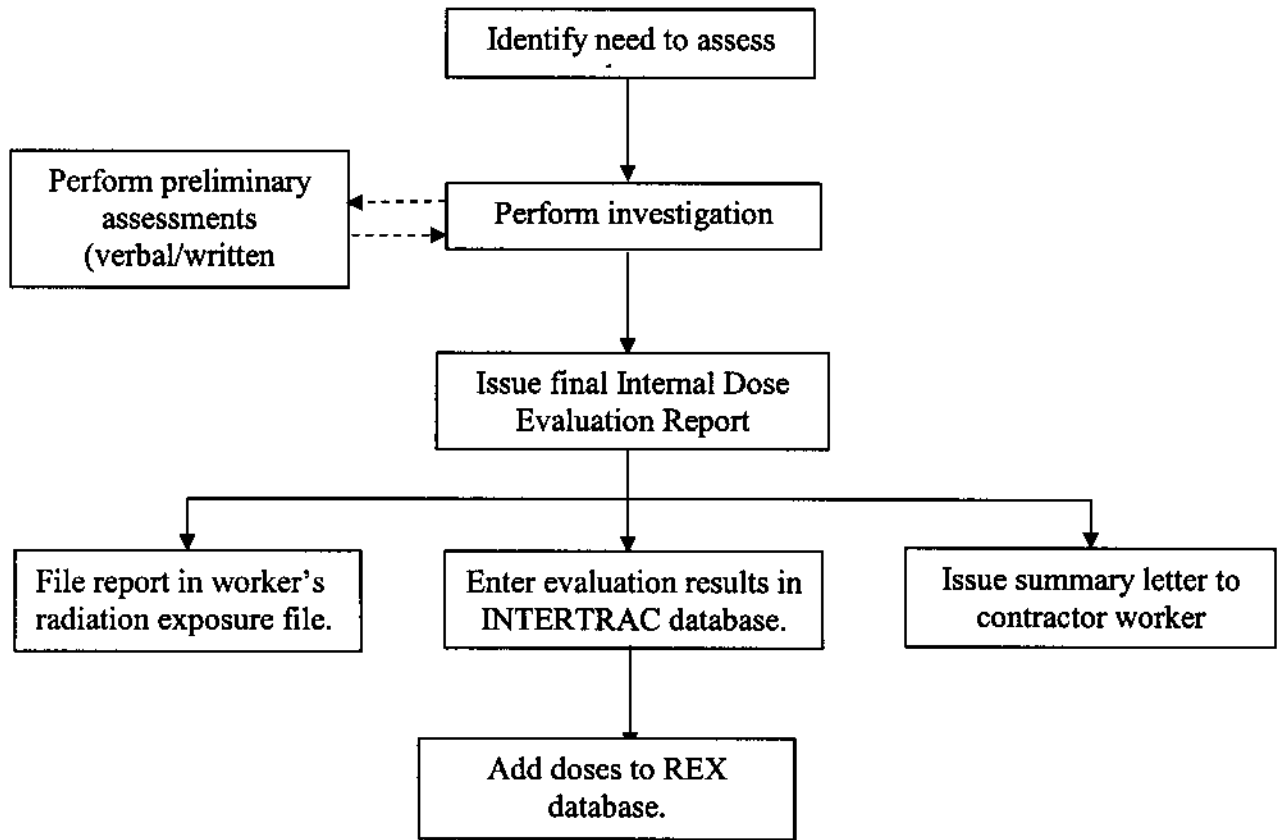 Identify need to assess
Perform preliminary
assessments
(verbal/written
Perform investigation
Issue final Internal Dose
Evaluation Report
File report in worker's
radiation exposure file.
Enter evaluation results in
INTERTRAC database.
Issue summary letter to
contractor worker
Add doses to REX
database.